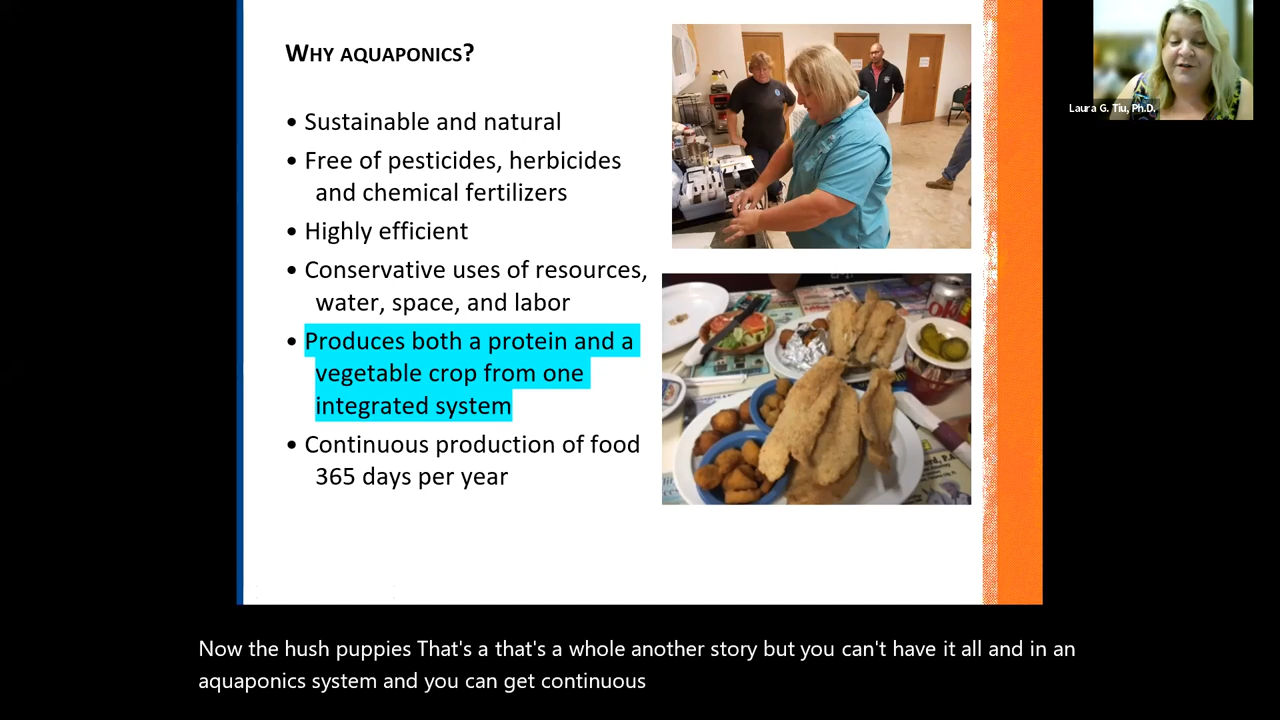 WHY AQUAPONICS?
• Sustainable and natural
• Free of pesticides, herbicides
and chemical fertilizers
• Highly efficient
• Conservative uses of resources,
water, space, and labor
• Produces both a protein and a
vegetable crop from one
integrated system
• Continuous production of food
365 days per year
Laura G. Tiu, Ph.D.
Now the hush puppies That's a that's a whole another story but you can't have it all and in an
aquaponics system and you can get continuous